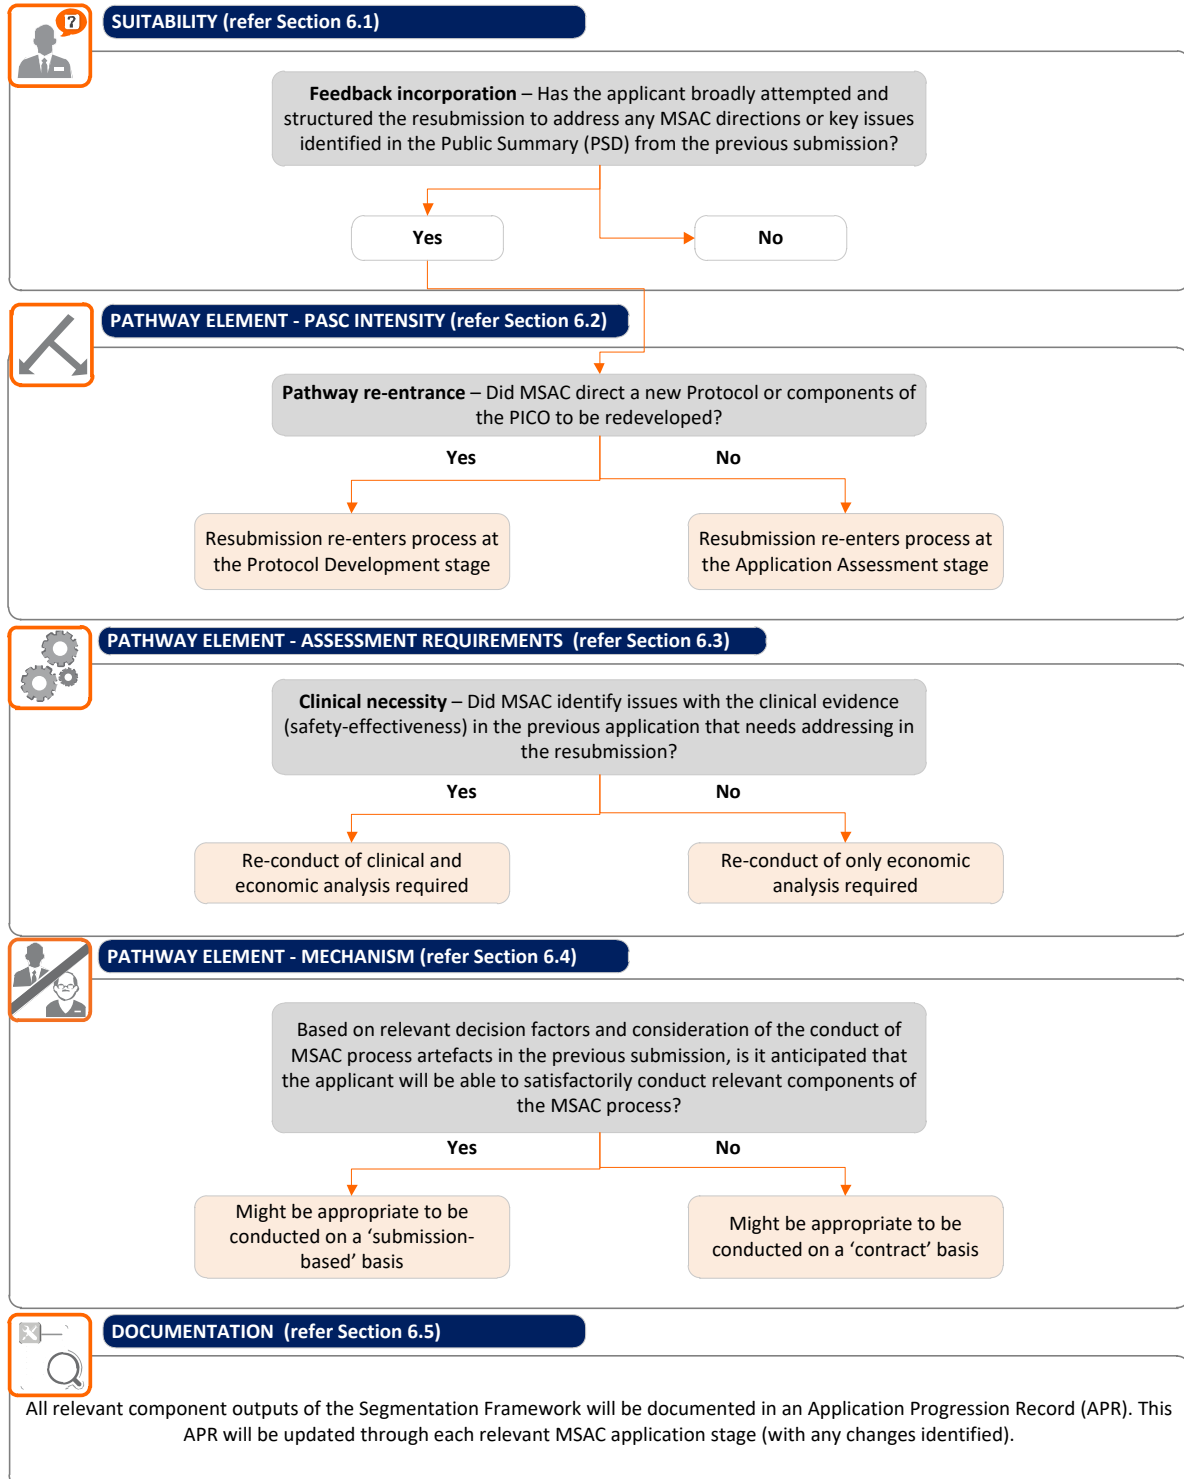 ?
SUITABILITY (refer Section 6.1)
Feedback incorporation – Has the applicant broadly attempted and
structured the resubmission to address any MSAC directions or key issues
identified in the Public Summary (PSD) from the previous submission?
Yes
No
PATHWAY ELEMENT - PASC INTENSITY (refer Section 6.2)
Pathway re-entrance – Did MSAC direct a new Protocol or components of
the PICO to be redeveloped?
Yes
No
Resubmission re-enters process at
the Protocol Development stage
Resubmission re-enters process at
the Application Assessment stage
PATHWAY ELEMENT - ASSESSMENT REQUIREMENTS (refer Section 6.3)
Clinical necessity – Did MSAC identify issues with the clinical evidence
(safety-effectiveness) in the previous application that needs addressing in
the resubmission?
Yes
No
Re-conduct of clinical and
economic analysis required
Re-conduct of only economic
analysis required
PATHWAY ELEMENT - MECHANISM (refer Section 6.4)
Based on relevant decision factors and consideration of the conduct of
MSAC process artefacts in the previous submission, is it anticipated that
the applicant will be able to satisfactorily conduct relevant components of
the MSAC process?
Yes
No
Might be appropriate to be
conducted on a ‘submission-
based’ basis
Might be appropriate to be
conducted on a ‘contract’ basis
DOCUMENTATION (refer Section 6.5)
All relevant component outputs of the Segmentation Framework will be documented in an Application Progression Record (APR). This
APR will be updated through each relevant MSAC application stage (with any changes identified).